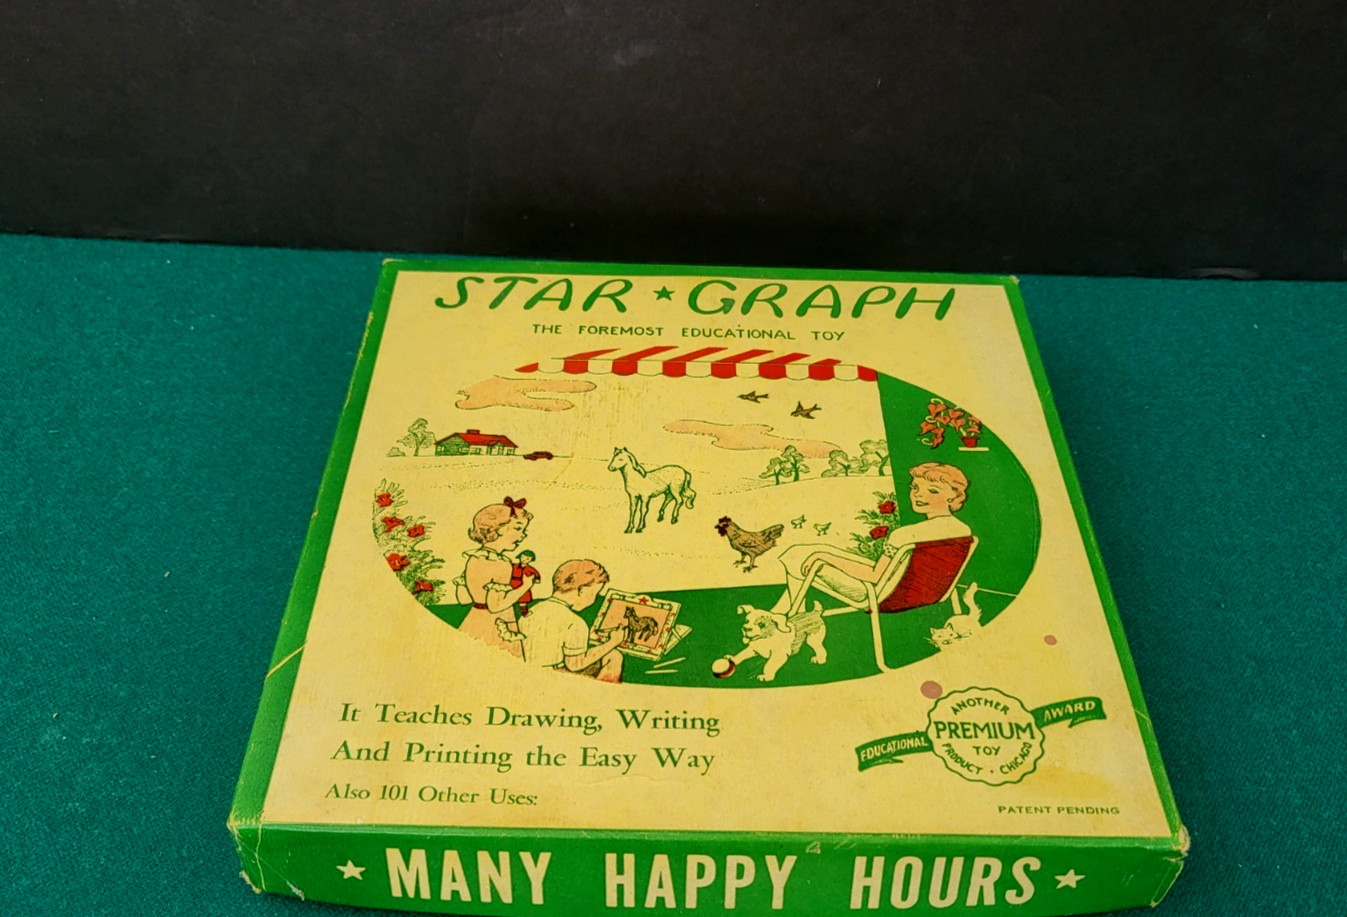 STAR ★ GRAPH
THE FOREMOST EDUCATIONAL TOY
It Teaches Drawing, Writing
And Printing the Easy Way
Also 101 Other Uses:
EDUCATIONAL AWARD
ANOTHER
PREMIUM
TOY
PRODUCT · CHICAGO
PATENT PENDING
★ MANY HAPPY HOURS ★